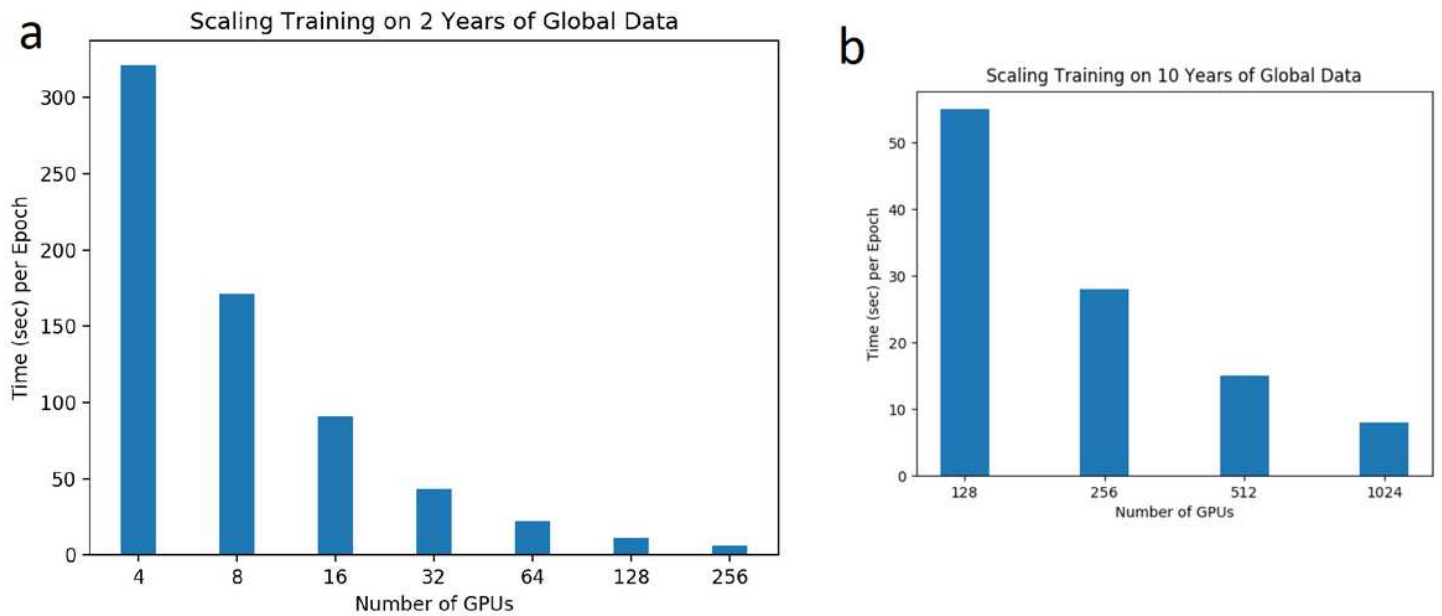 a
Scaling Training on 2 Years of Global Data
Time (sec) per Epoch
300
250
200
150
100
50
0
4 8 16 32 64 128 256
Number of GPUs
b
Scaling Training on 10 Years of Global Data
Time (sec) per Epoch
50
40
30
20
10
0
128 256 512 1024
Number of GPUs